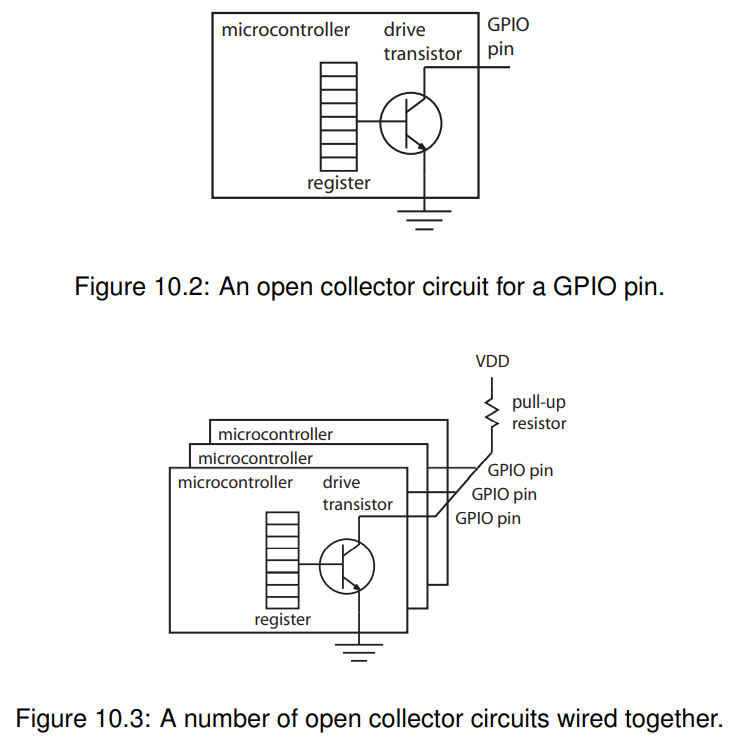 microcontroller
drive
transistor
GPIO
pin
register
Figure 10.2: An open collector circuit for a GPIO pin.
VDD
pull-up
resistor
microcontroller
microcontroller
microcontroller
drive
transistor
GPIO pin
GPIO pin
GPIO pin
register
Figure 10.3: A number of open collector circuits wired together.